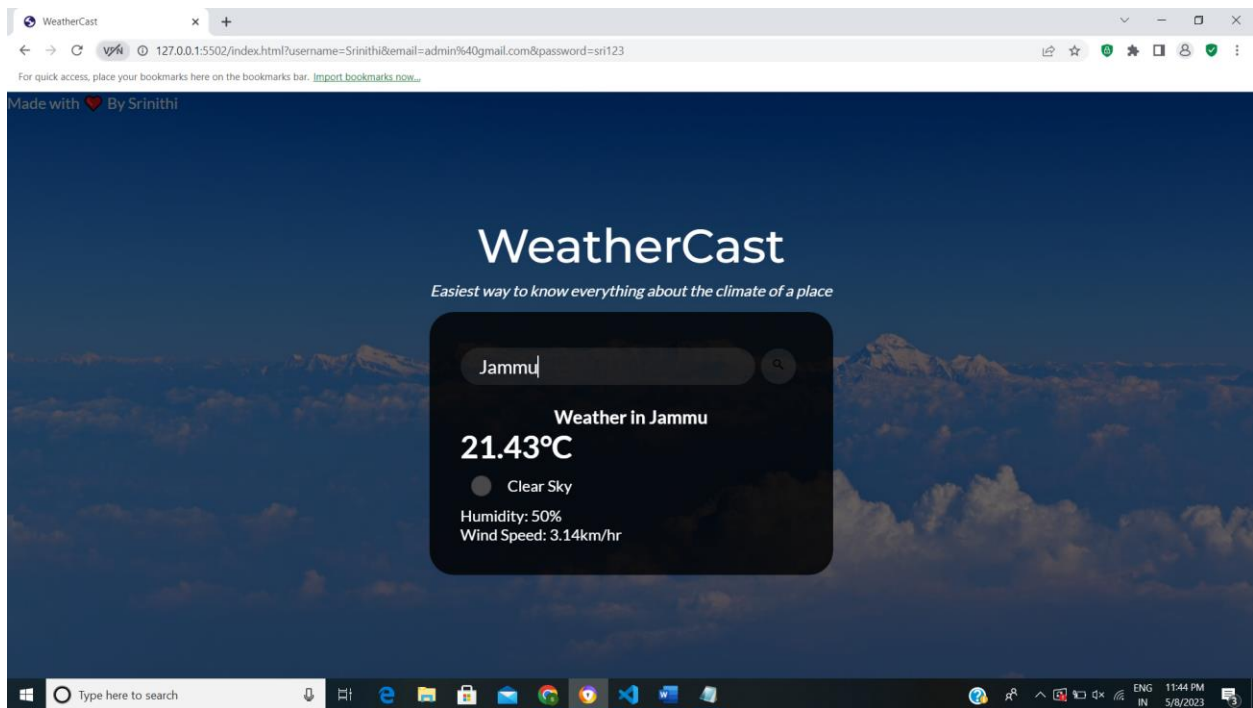 WeatherCast
VPN 127.0.0.1:5502/index.html?username=Srinithi&email=admin%40gmail.com&password=sri123
For quick access, place your bookmarks here on the bookmarks bar. Import bookmarks now...
Made with ❤ By Srinithi
WeatherCast
Easiest way to know everything about the climate of a place
Jammu
Weather in Jammu
21.43°C
Clear Sky
Humidity: 50%
Wind Speed: 3.14km/hr
Type here to search
ENG 11:44 PM
IN 5/8/2023
3